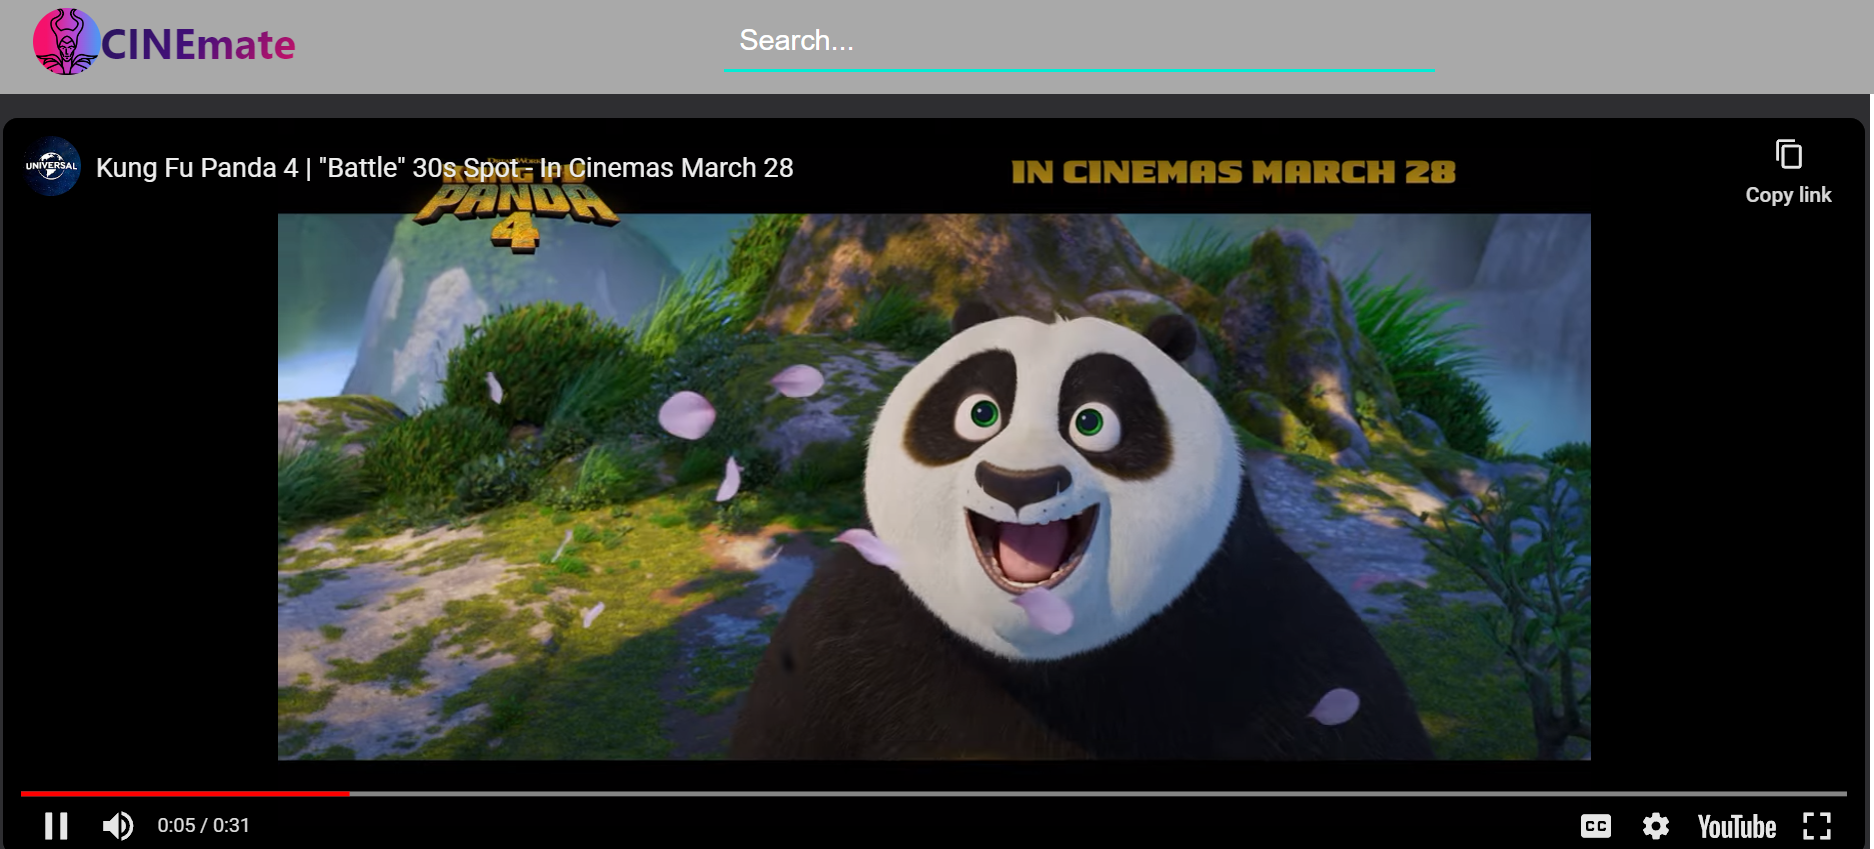 CINEmate
Search...
UNIVERSAL
Kung Fu Panda 4 | "Battle" 30s Spot - In Cinemas March 28
KUNG FU
PANDA
4
IN CINEMAS MARCH 28
Copy link
0:05 / 0:31
CC
YouTube